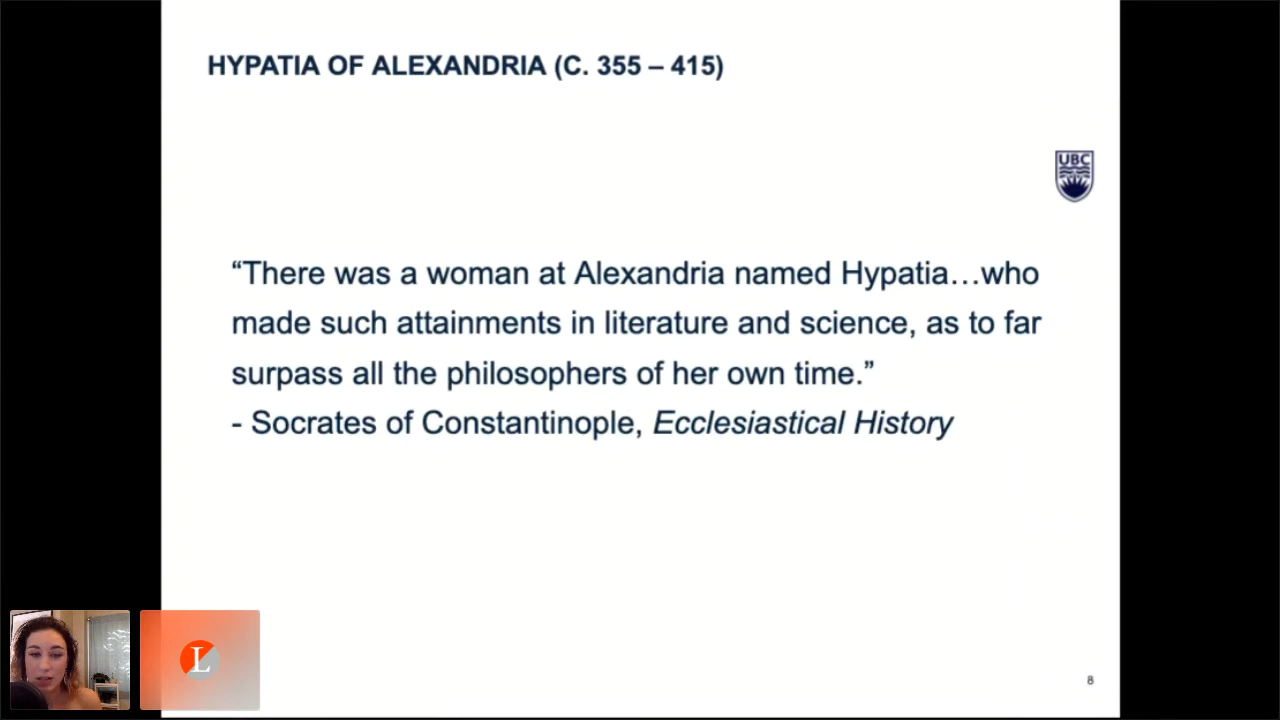 HYPATIA OF ALEXANDRIA (C. 355 – 415)
UBC
“There was a woman at Alexandria named Hypatia…who
made such attainments in literature and science, as to far
surpass all the philosophers of her own time.”
- Socrates of Constantinople, Ecclesiastical History
L
8